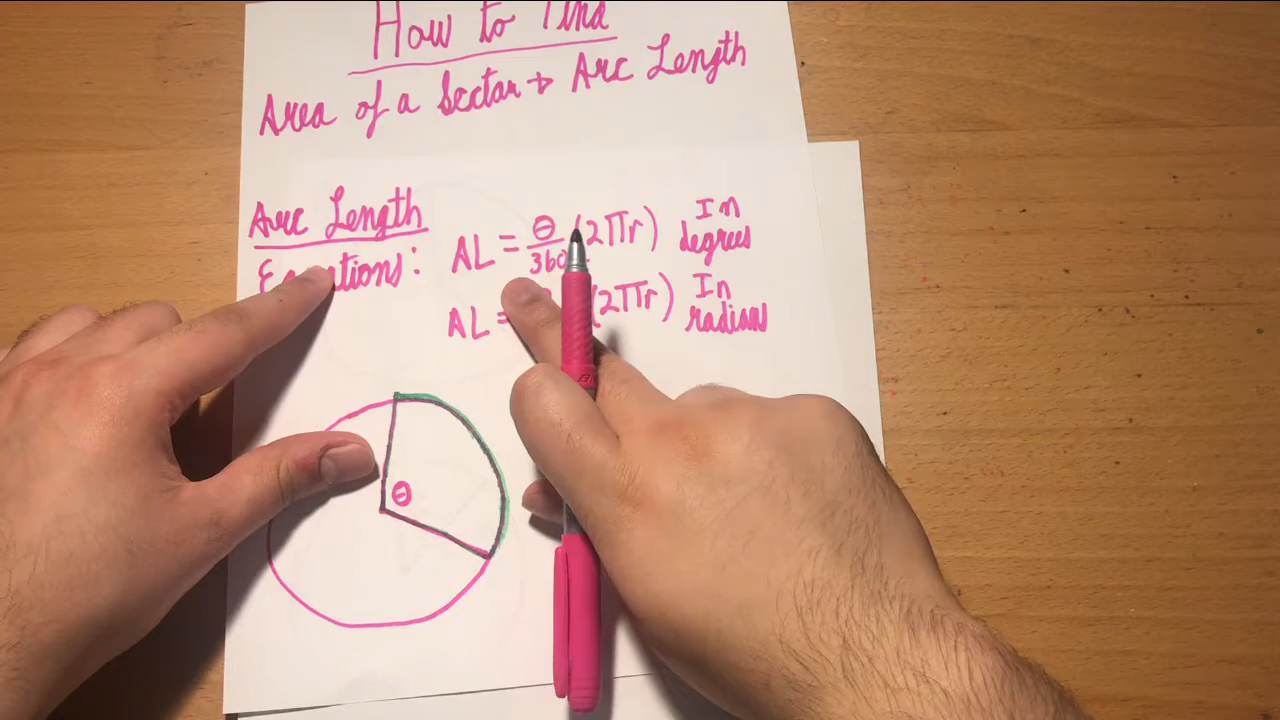 How to Find
Area of a Sector + Arc Length
Arc Length
Equations:
AL = θ/360 (2πr) In degrees
AL = (2πr) In radians
θ